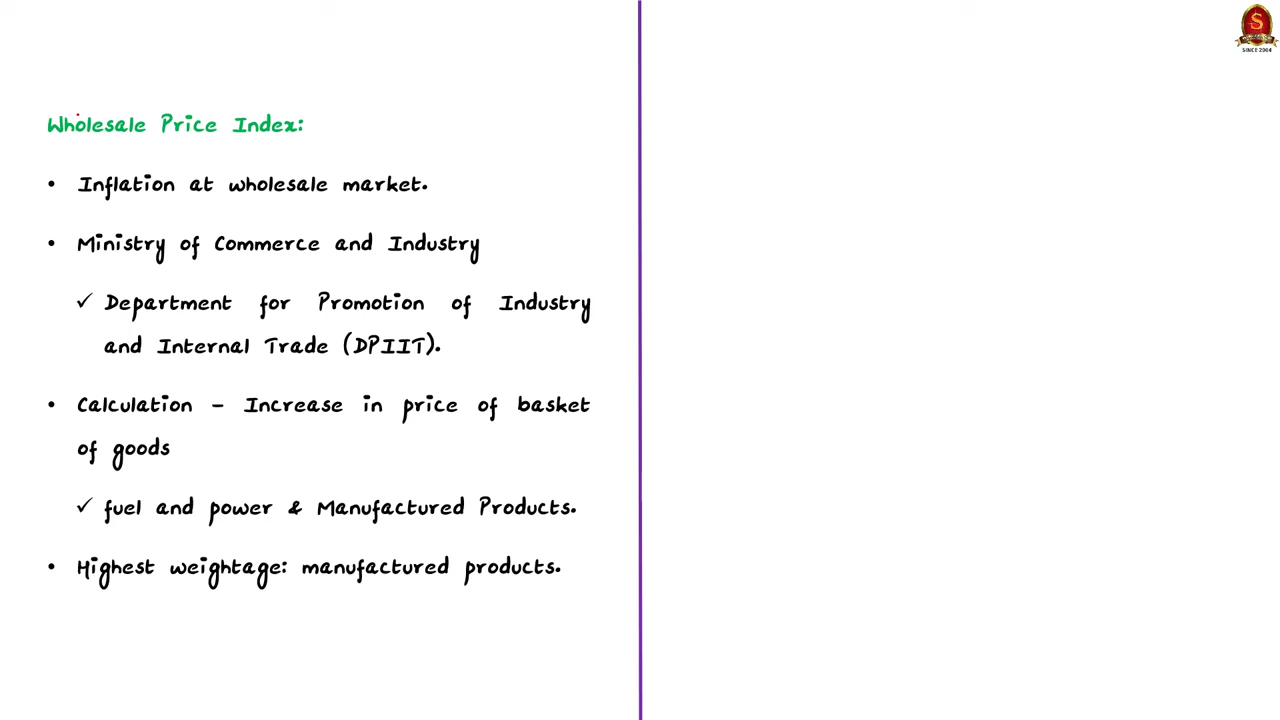 Wholesale Price Index:
• Inflation at wholesale market.
• Ministry of Commerce and Industry
✓ Department for Promotion of Industry
and Internal Trade (DPIIT).
• Calculation – Increase in price of basket
of goods
✓ fuel and power & Manufactured Products.
• Highest weightage: manufactured products.
S
SINCE 2004